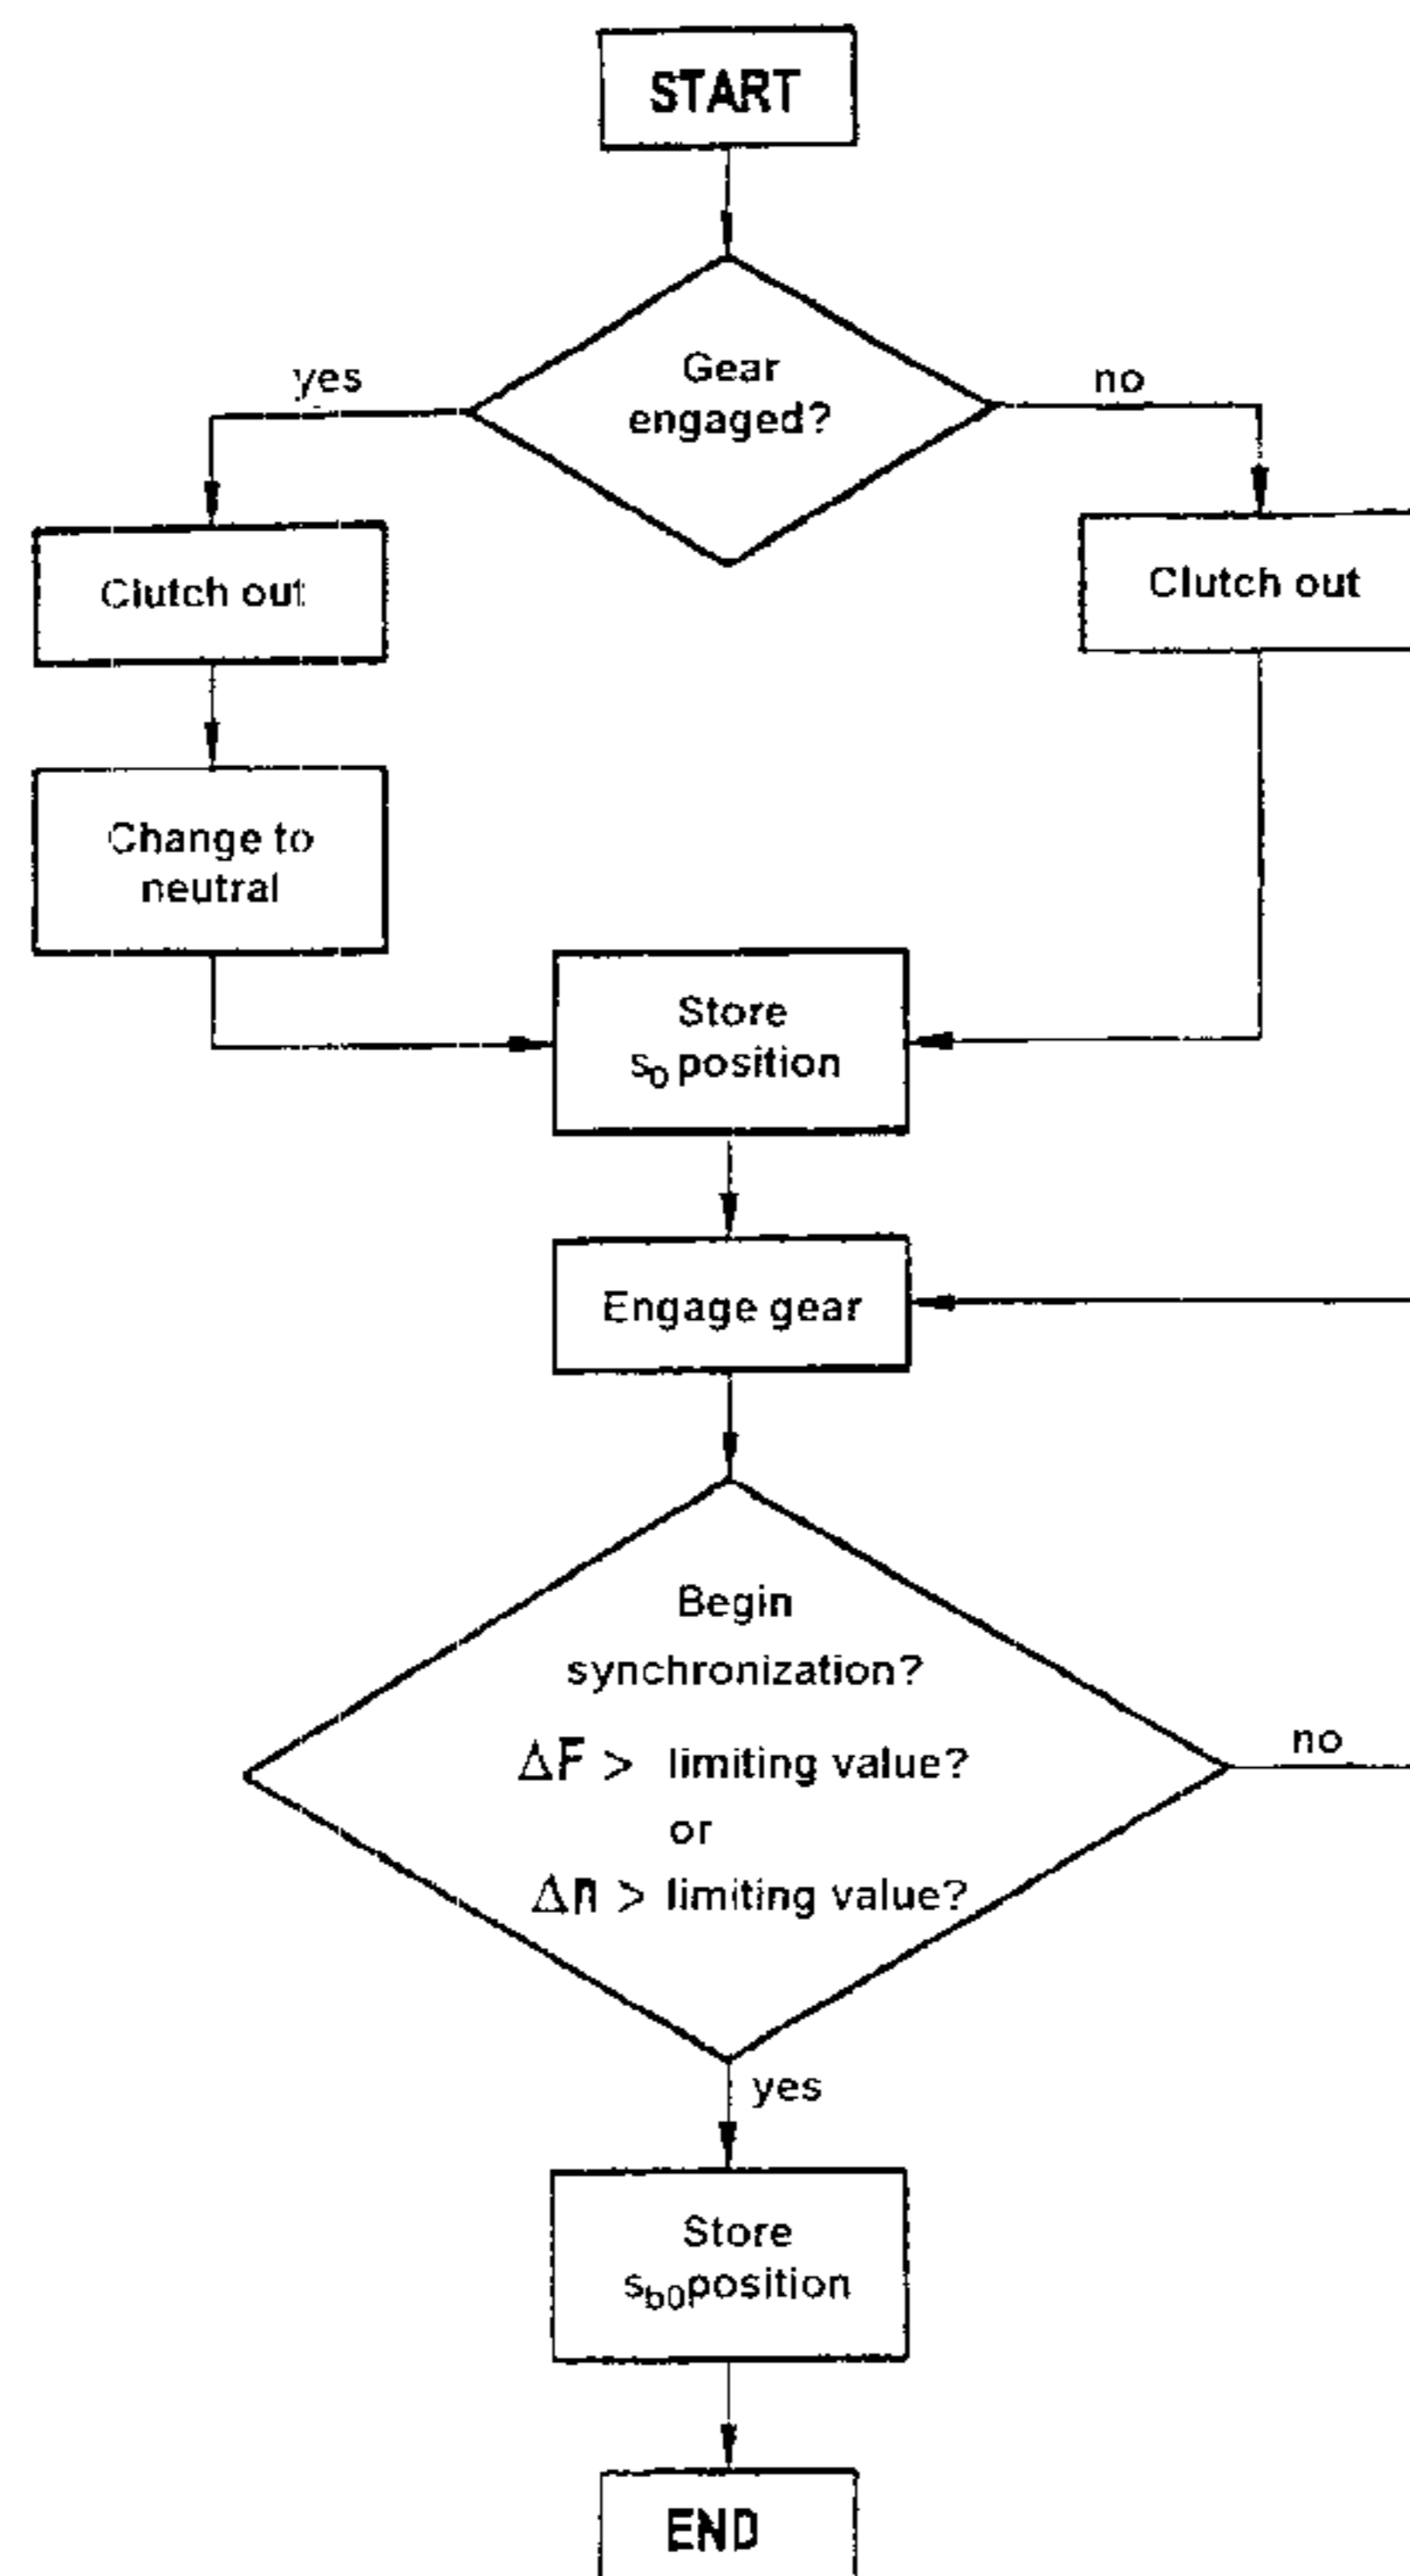 START
Gear
engaged?
yes
no
Clutch out
Clutch out
Change to
neutral
Store
s₀ position
Engage gear
Begin
synchronization?
ΔF > limiting value?
or
Δn > limiting value?
no
yes
Store
s_b0 position
END